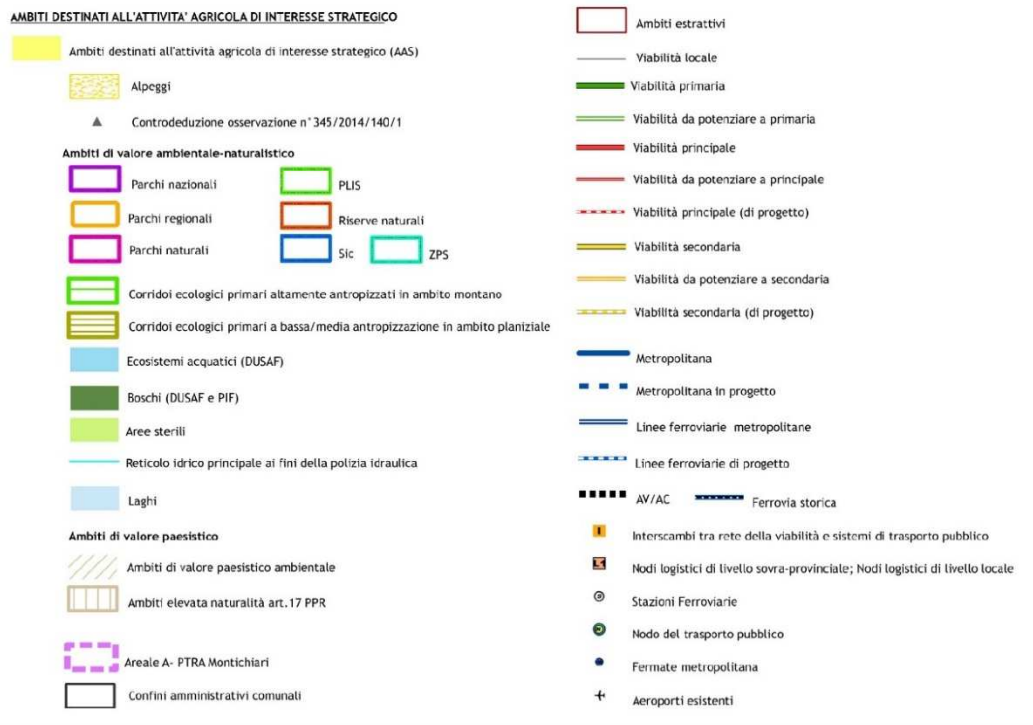 AMBITI DESTINATI ALL'ATTIVITA' AGRICOLA DI INTERESSE STRATEGICO
Ambiti destinati all'attività agricola di interesse strategico (AAS)
Alpeggi
Controdeduzione osservazione n°345/2014/140/1
Ambiti di valore ambientale-naturalistico
Parchi nazionali
PLIS
Parchi regionali
Riserve naturali
Parchi naturali
Sic
ZPS
Corridoi ecologici primari altamente antropizzati in ambito montano
Corridoi ecologici primari a bassa/media antropizzazione in ambito planiziale
Ecosistemi acquatici (DUSAF)
Boschi (DUSAF e PIF)
Aree sterili
Reticolo idrico principale ai fini della polizia idraulica
Laghi
Ambiti di valore paesistico
Ambiti di valore paesistico ambientale
Ambiti elevata naturalità art.17 PPR
Areale A- PTRA Montichiari
Confini amministrativi comunali
Ambiti estrattivi
Viabilità locale
Viabilità primaria
Viabilità da potenziare a primaria
Viabilità principale
Viabilità da potenziare a principale
Viabilità principale (di progetto)
Viabilità secondaria
Viabilità da potenziare a secondaria
Viabilità secondaria (di progetto)
Metropolitana
Metropolitana in progetto
Linee ferroviarie metropolitane
Linee ferroviarie di progetto
AV/AC
Ferrovia storica
Interscambi tra rete della viabilità e sistemi di trasporto pubblico
Nodi logistici di livello sovra-provinciale; Nodi logistici di livello locale
Stazioni Ferroviarie
Nodo del trasporto pubblico
Fermate metropolitana
Aeroporti esistenti